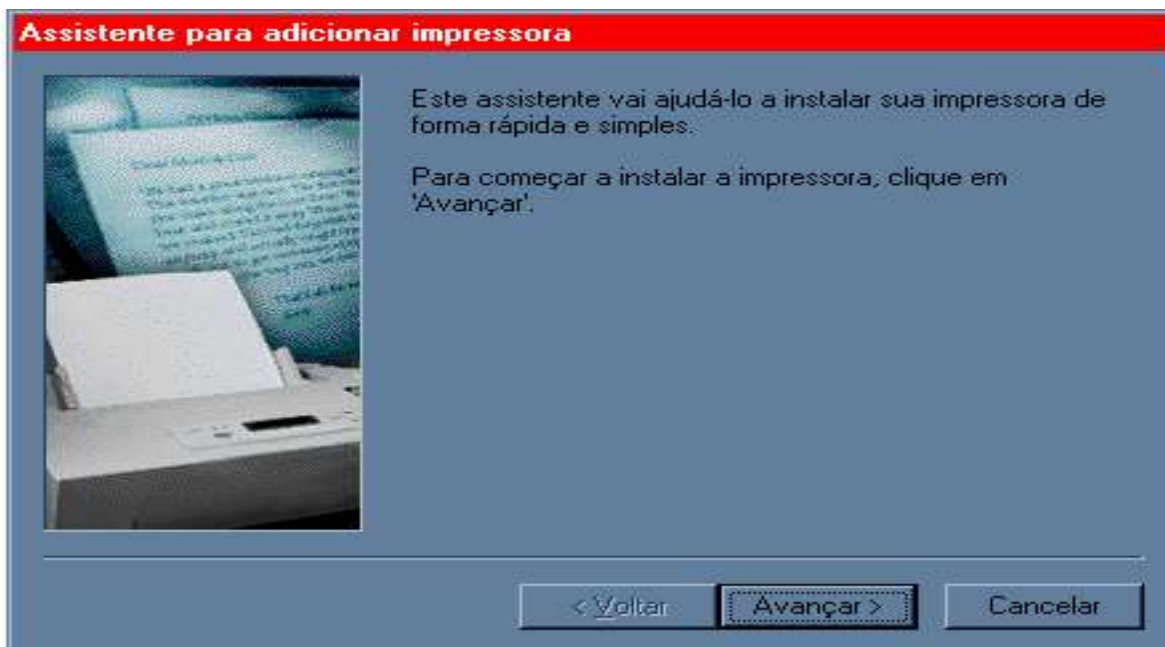 Assistente para adicionar impressora
Este assistente vai ajudá-lo a instalar sua impressora de
forma rápida e simples.
Para começar a instalar a impressora, clique em
'Avançar'.
< Voltar
Avançar >
Cancelar